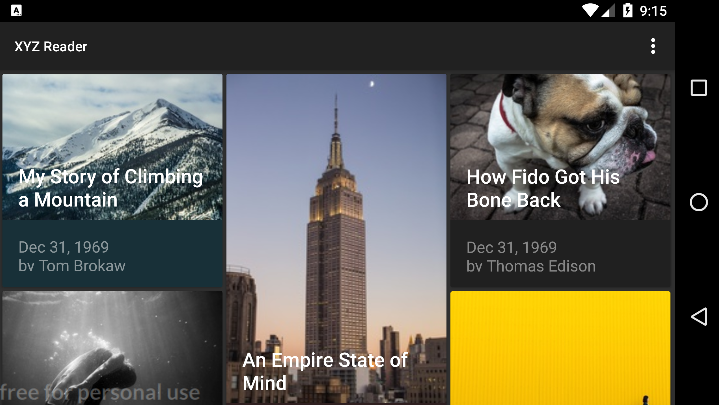 9:15
XYZ Reader
My Story of Climbing
a Mountain
Dec 31, 1969
by Tom Brokaw
An Empire State of
Mind
How Fido Got His
Bone Back
Dec 31, 1969
by Thomas Edison
free for personal use